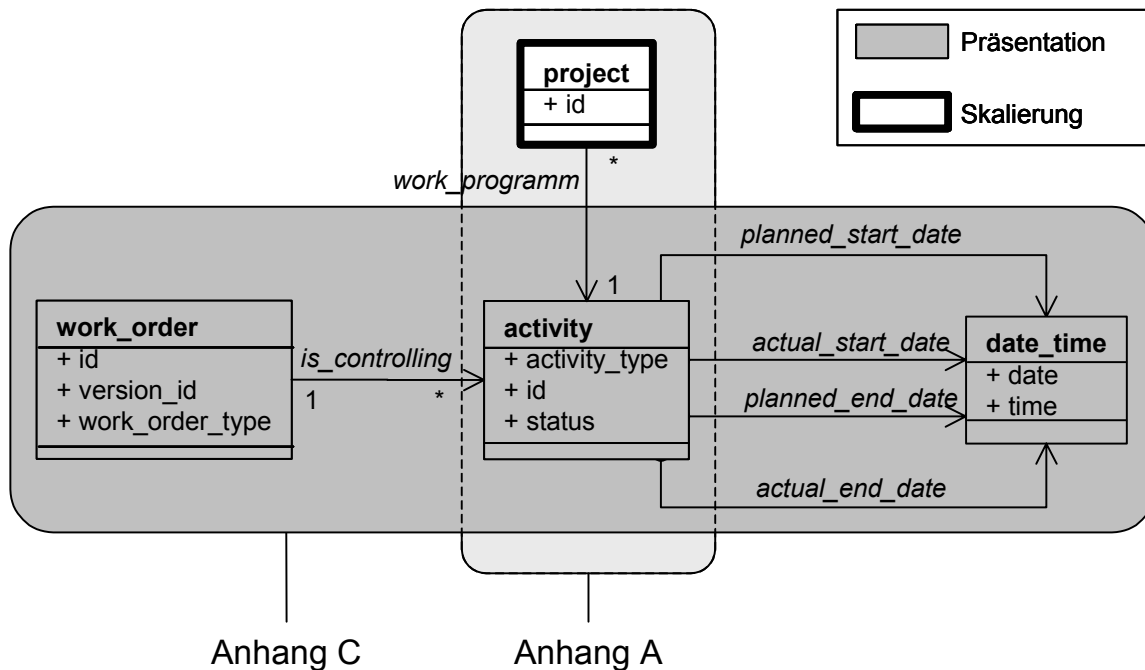 project
+ id
Präsentation
Skalierung
*
work_programm
planned_start_date
1
work_order
+ id
+ version_id
+ work_order_type
is_controlling
1
*
activity
+ activity_type
+ id
+ status
actual_start_date
planned_end_date
date_time
+ date
+ time
actual_end_date
Anhang C
Anhang A